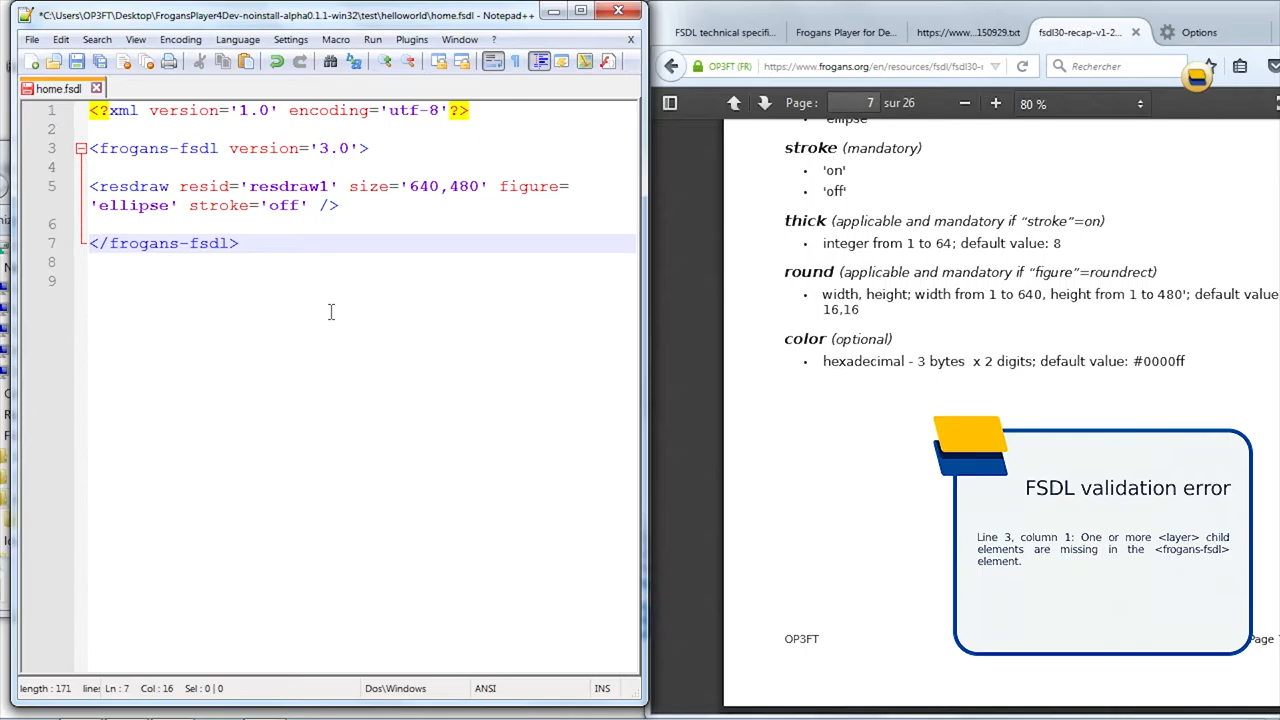 *C:\Users\OP3FT\Desktop\FrogansPlayer4Dev-noinstall-alpha0.1.1-win32\test\helloworld\home.fsdl - Notepad++
File Edit Search View Encoding Language Settings Macro Run Plugins Window ? X
home.fsdl
1 <?xml version='1.0' encoding='utf-8'?>
2
3 <frogans-fsdl version='3.0'>
4
5 <resdraw resid='resdraw1' size='640,480' figure=
'ellipse' stroke='off' />
6
7 </frogans-fsdl>
8
9
length : 171 lines Ln : 7 Col : 16 Sel : 0 | 0 Dos\Windows ANSI INS
FSDL technical specifi... Frogans Player for De... https://www....150929.txt fsdl30-recap-v1-2... Options
OP3FT (FR) https://www.frogans.org/en/resources/fsdl/fsdl30-r Rechercher
Page : 7 sur 26 80 %
ellipse
stroke (mandatory)
• 'on'
• 'off'
thick (applicable and mandatory if “stroke”=on)
• integer from 1 to 64; default value: 8
round (applicable and mandatory if “figure”=roundrect)
• width, height; width from 1 to 640, height from 1 to 480'; default value
16,16
color (optional)
• hexadecimal - 3 bytes x 2 digits; default value: #0000ff
FSDL validation error
Line 3, column 1: One or more <layer> child
elements are missing in the <frogans-fsdl>
element.
OP3FT Page